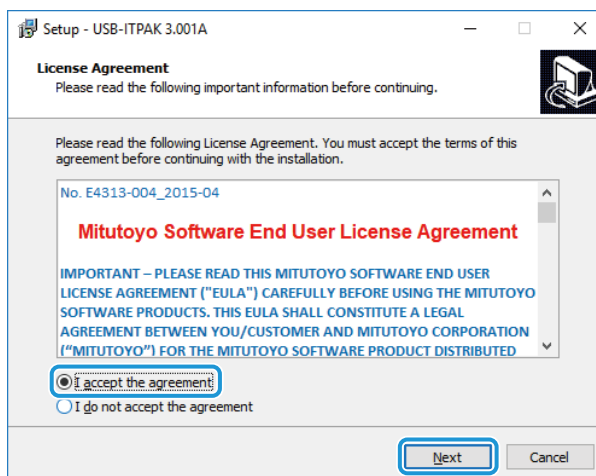 Setup - USB-ITPAK 3.001A
License Agreement
Please read the following important information before continuing.
Please read the following License Agreement. You must accept the terms of this
agreement before continuing with the installation.
No. E4313-004_2015-04
Mitutoyo Software End User License Agreement
IMPORTANT – PLEASE READ THIS MITUTOYO SOFTWARE END USER
LICENSE AGREEMENT ("EULA") CAREFULLY BEFORE USING THE MITUTOYO
SOFTWARE PRODUCTS. THIS EULA SHALL CONSTITUTE A LEGAL
AGREEMENT BETWEEN YOU/CUSTOMER AND MITUTOYO CORPORATION
("MITUTOYO") FOR THE MITUTOYO SOFTWARE PRODUCT DISTRIBUTED
I accept the agreement
I do not accept the agreement
Next
Cancel